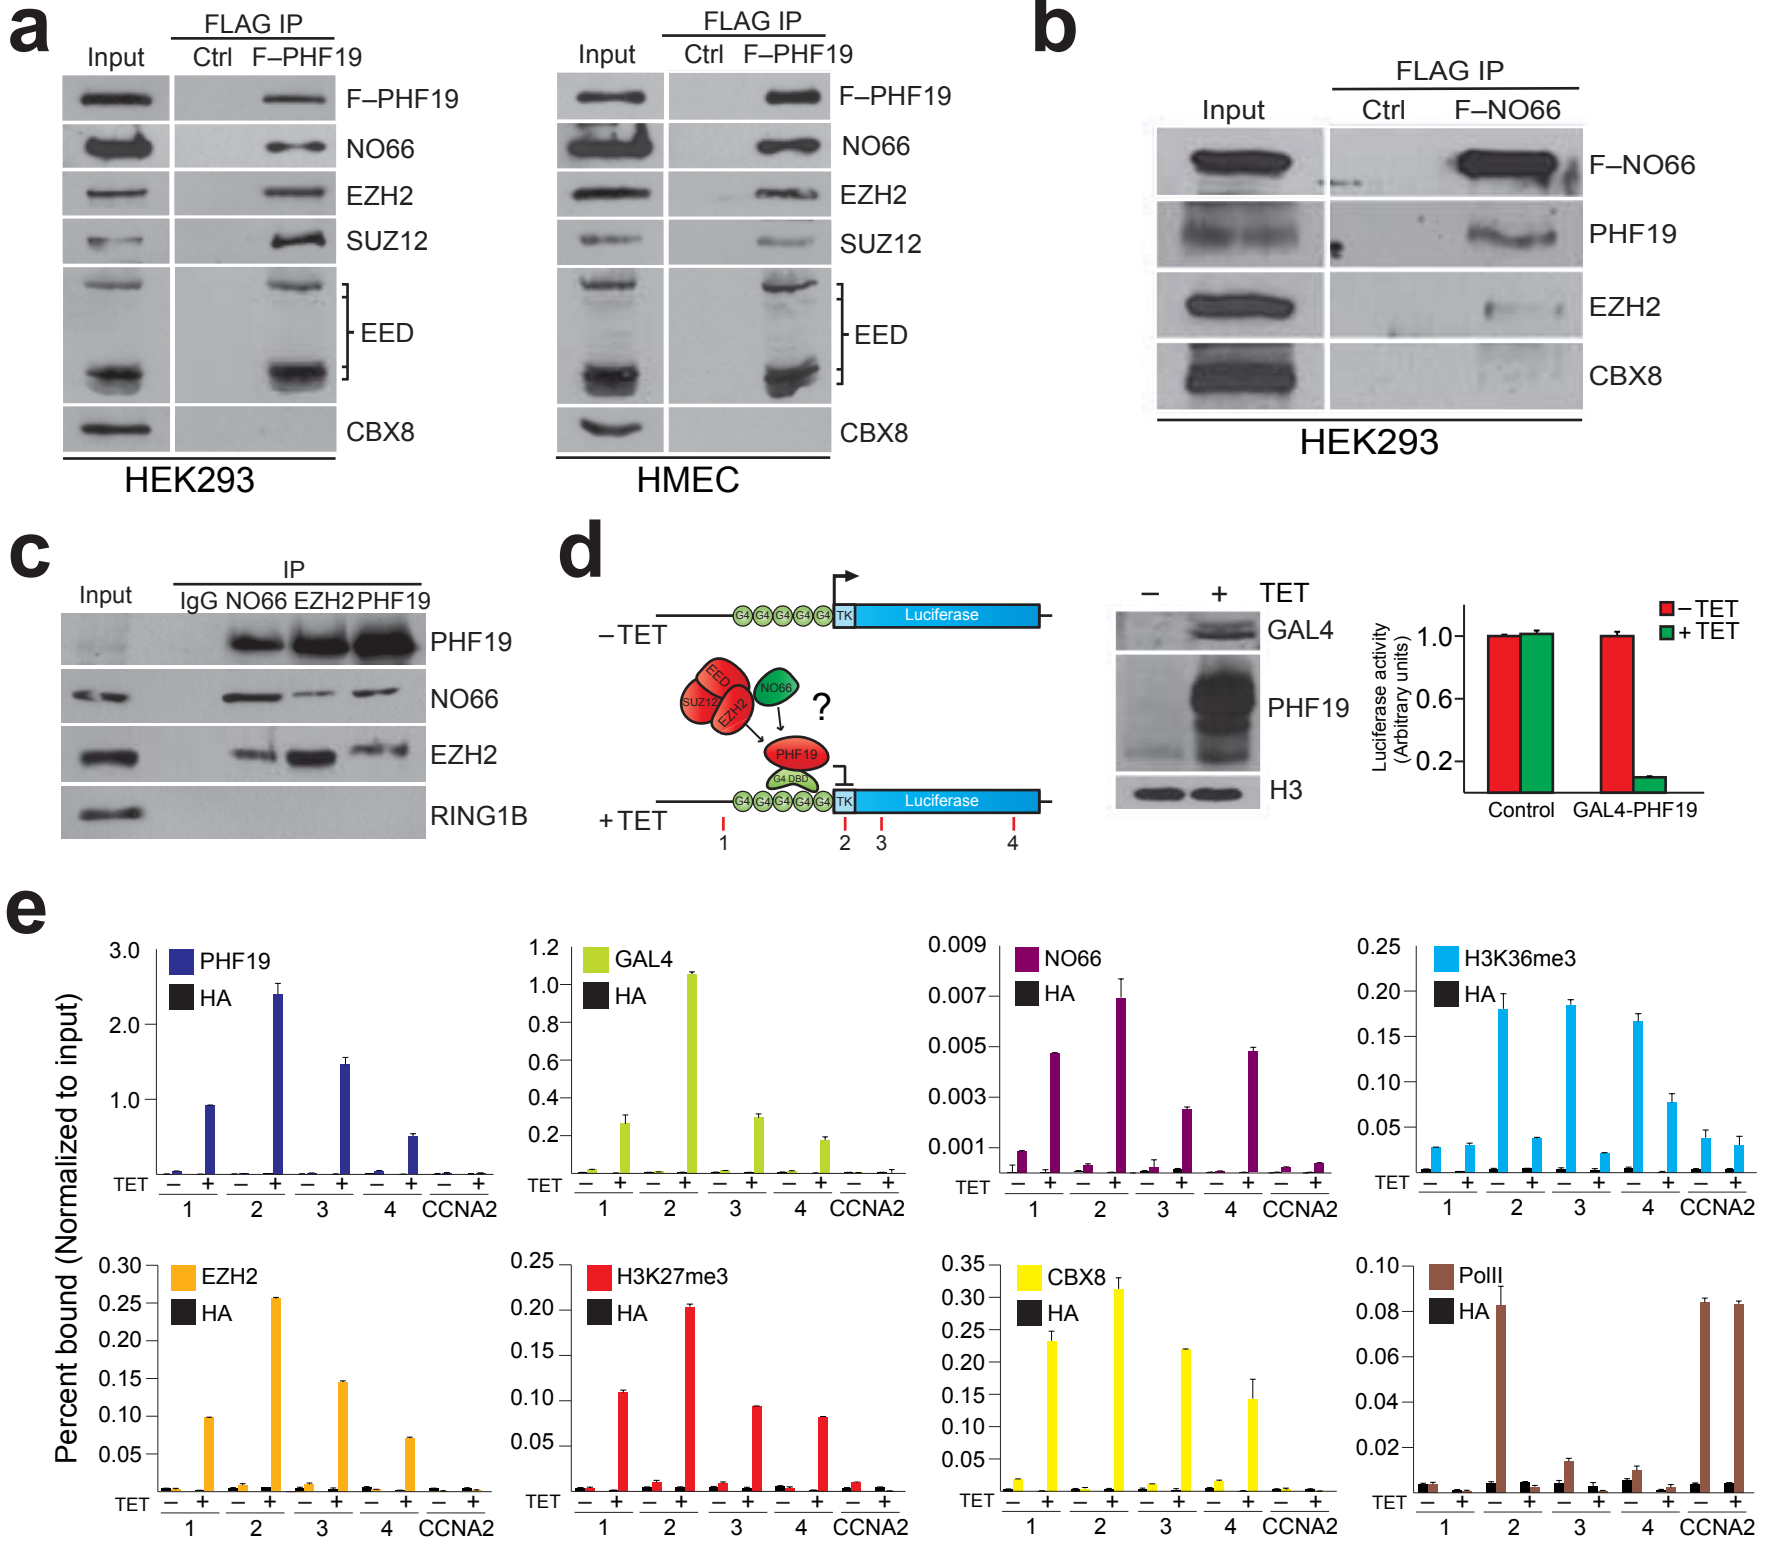 a
FLAG IP
Input Ctrl F–PHF19
F–PHF19
NO66
EZH2
SUZ12
EED
CBX8
HEK293
FLAG IP
Input Ctrl F–PHF19
F–PHF19
NO66
EZH2
SUZ12
EED
CBX8
HMEC
b
FLAG IP
Input Ctrl F–NO66
F–NO66
PHF19
EZH2
CBX8
HEK293
c
IP
Input IgG NO66 EZH2 PHF19
PHF19
NO66
EZH2
RING1B
d
G4 G4 G4 G4 G4 TK Luciferase
–TET
EED
SUZ12
EZH2
NO66
?
PHF19
G4 DBD
G4 G4 G4 G4 G4 TK Luciferase
+TET
1 2 3 4
– + TET
GAL4
PHF19
H3
Luciferase activity
(Arbitrary units)
1.0
0.6
0.2
– TET
+ TET
Control GAL4-PHF19
e
Percent bound (Normalized to input)
3.0
2.0
1.0
PHF19
HA
TET – + – + – + – + – +
1 2 3 4 CCNA2
1.2
1.0
0.8
0.6
0.4
0.2
GAL4
HA
– + – + – + – + – +
1 2 3 4 CCNA2
0.009
0.007
0.005
0.003
0.001
NO66
HA
TET – + – + – + – + – +
1 2 3 4 CCNA2
0.25
0.20
0.15
0.10
0.05
H3K36me3
HA
TET – + – + – + – + – +
1 2 3 4 CCNA2
0.30
0.25
0.20
0.15
0.10
0.05
EZH2
HA
TET – + – + – + – + – +
1 2 3 4 CCNA2
0.25
0.20
0.15
0.10
0.05
H3K27me3
HA
TET – + – + – + – + – +
1 2 3 4 CCNA2
0.35
0.30
0.25
0.20
0.15
0.10
0.05
CBX8
HA
TET – + – + – + – + – +
1 2 3 4 CCNA2
0.10
0.08
0.06
0.04
0.02
PolII
HA
TET – + – + – + – + – +
1 2 3 4 CCNA2